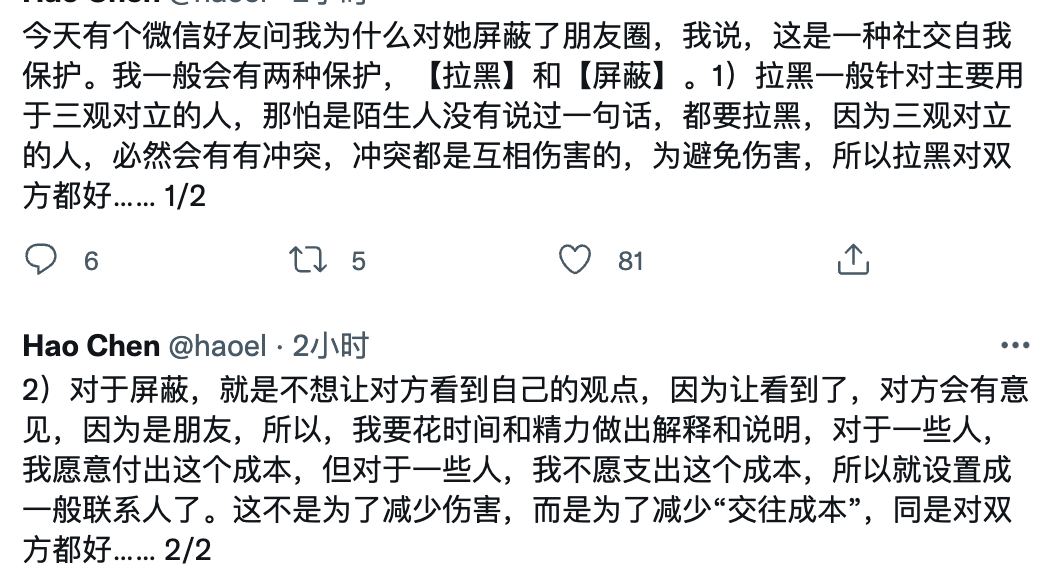 Hao Chen @haoel · 2小时
今天有个微信好友问我为什么对她屏蔽了朋友圈，我说，这是一种社交自我
保护。我一般会有两种保护，【拉黑】和【屏蔽】。1）拉黑一般针对主要用
于三观对立的人，那怕是陌生人没有说过一句话，都要拉黑，因为三观对立
的人，必然会有有冲突，冲突都是互相伤害的，为避免伤害，所以拉黑对双
方都好…… 1/2
6 5 81
Hao Chen @haoel · 2小时
2）对于屏蔽，就是不想让对方看到自己的观点，因为让看到了，对方会有意
见，因为是朋友，所以，我要花时间和精力做出解释和说明，对于一些人，
我愿意付出这个成本，但对于一些人，我不愿支出这个成本，所以就设置成
一般联系人了。这不是为了减少伤害，而是为了减少“交往成本”，同是对双
方都好…… 2/2